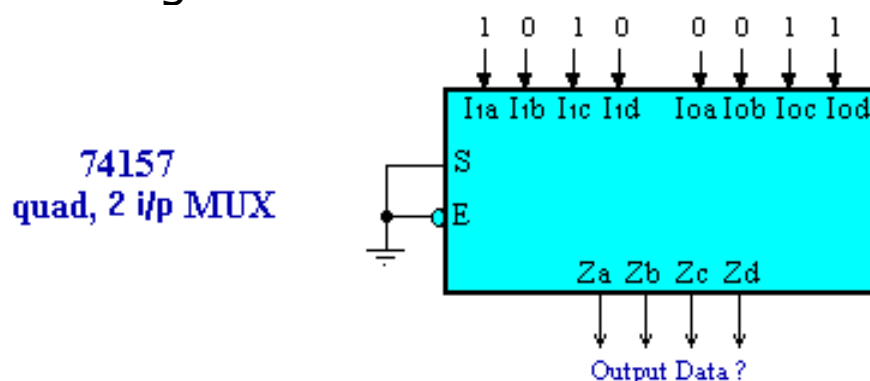 1 0 1 0 0 0 1 1
I1a I1b I1c I1d I0a I0b I0c I0d
74157
quad, 2 i/p MUX
S
E
Za Zb Zc Zd
Output Data ?